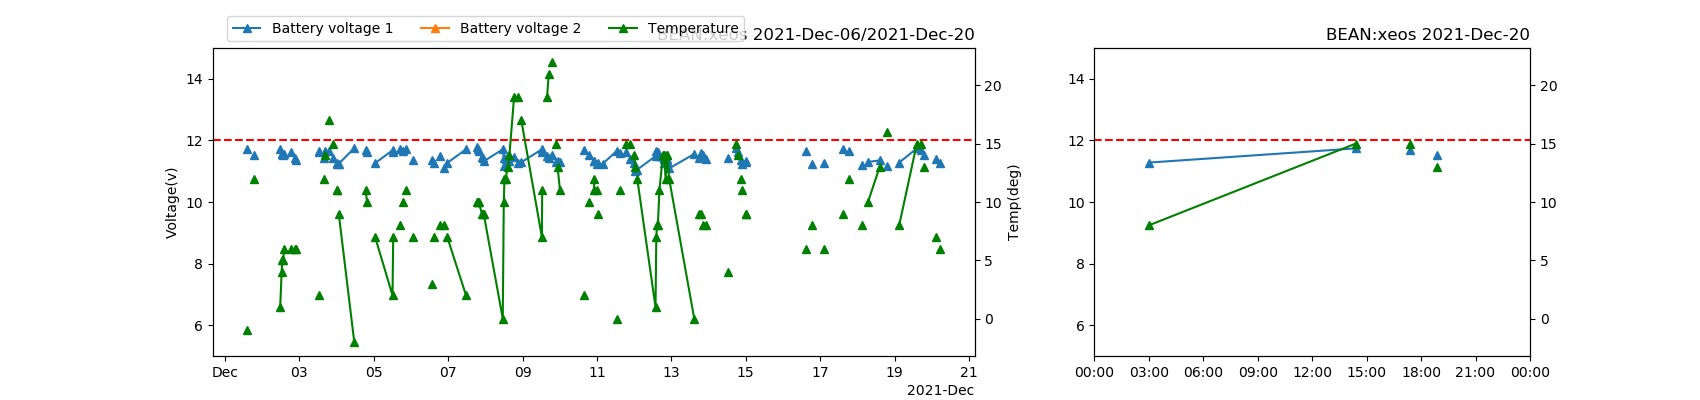 Battery voltage 1 Battery voltage 2 Temperature
BEAN:xeos 2021-Dec-06/2021-Dec-20
BEAN:xeos 2021-Dec-20
14
12
10
8
6
Voltage(v)
20
15
10
5
0
Temp(deg)
Dec 03 05 07 09 11 13 15 17 19 21
2021-Dec
14
12
10
8
6
20
15
10
5
0
00:00 03:00 06:00 09:00 12:00 15:00 18:00 21:00 00:00